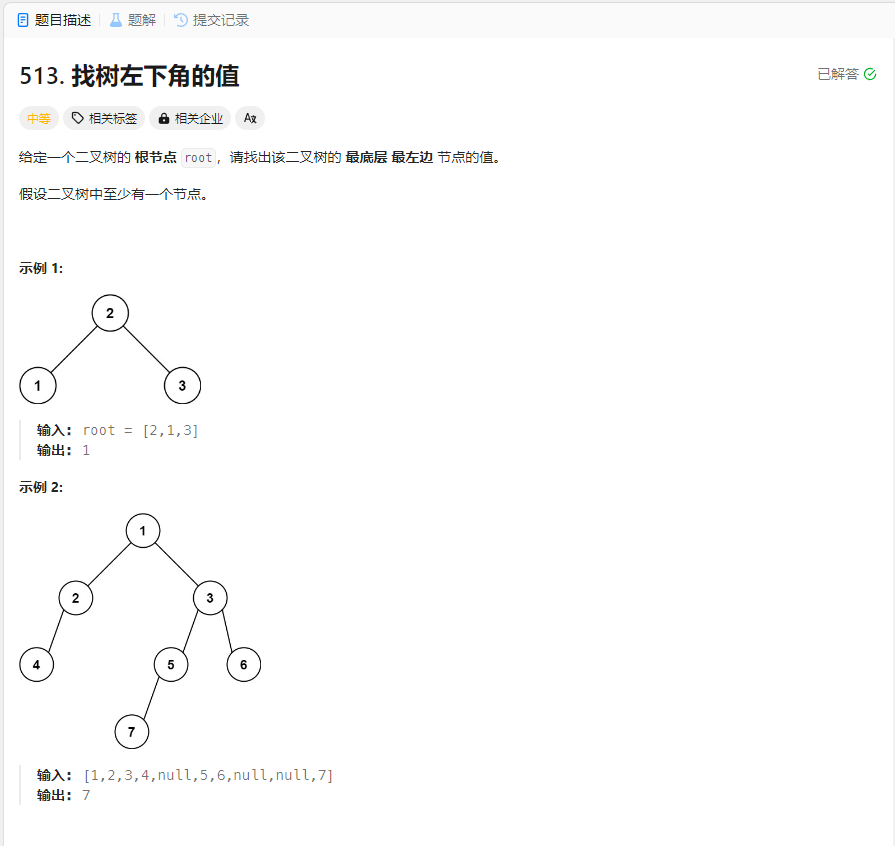 题目描述 题解 提交记录
513. 找树左下角的值
已解答
中等 相关标签 相关企业 Aあ
给定一个二叉树的 根节点 root，请找出该二叉树的 最底层 最左边 节点的值。
假设二叉树中至少有一个节点。
示例 1:
2
1 3
输入: root = [2,1,3]
输出: 1
示例 2:
1
2 3
4 5 6
7
输入: [1,2,3,4,null,5,6,null,null,7]
输出: 7